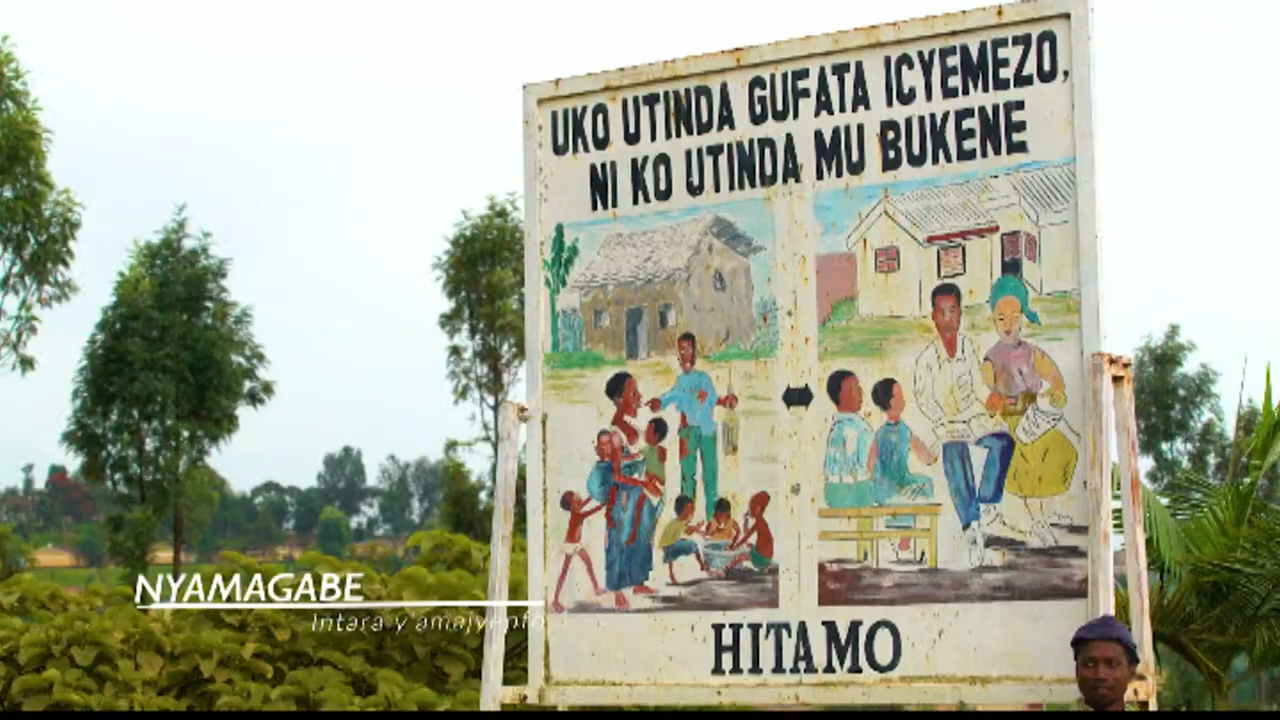 UKO UTINDA GUFATA ICYEMEZO,
NI KO UTINDA MU BUKENE
HITAMO
NYAMAGABE
Intara y'amajyepfo